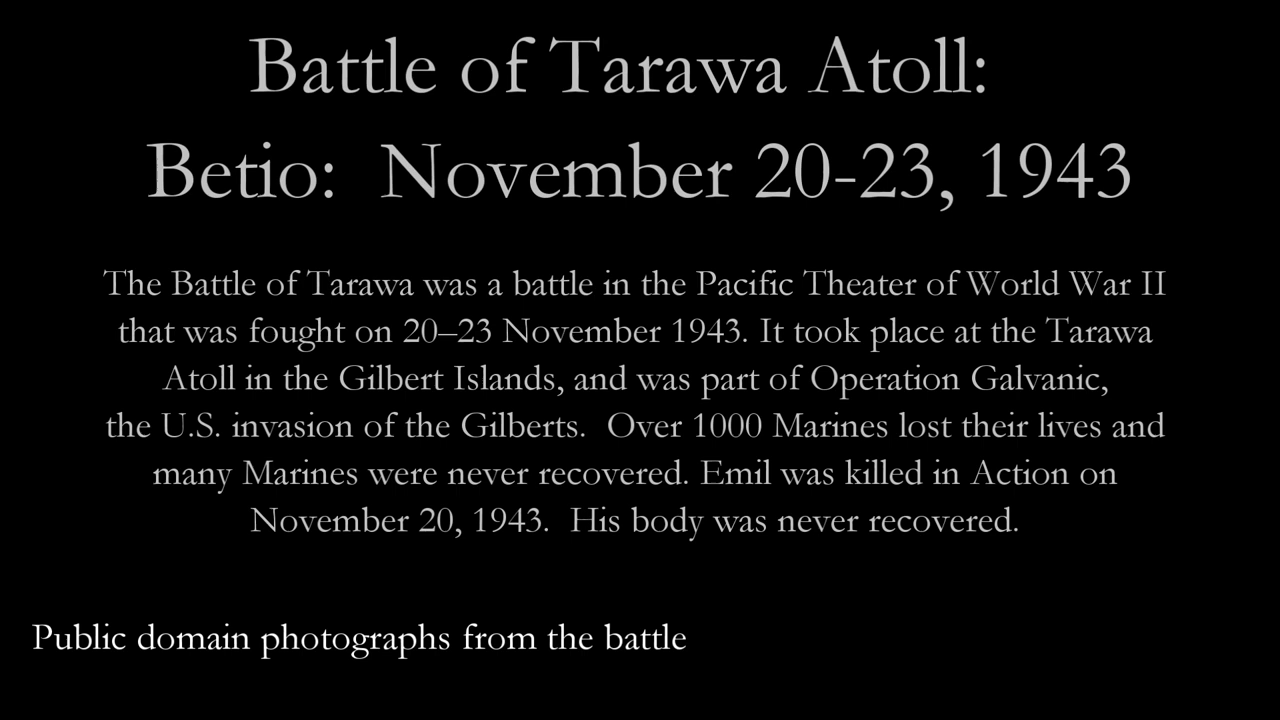 Battle of Tarawa Atoll:
Betio:  November 20-23, 1943
The Battle of Tarawa was a battle in the Pacific Theater of World War II
that was fought on 20–23 November 1943. It took place at the Tarawa
Atoll in the Gilbert Islands, and was part of Operation Galvanic,
the U.S. invasion of the Gilberts.  Over 1000 Marines lost their lives and
many Marines were never recovered. Emil was killed in Action on
November 20, 1943.  His body was never recovered.
Public domain photographs from the battle